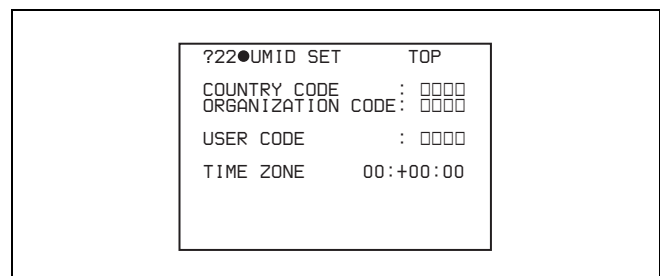 ?22●UMID SET TOP
COUNTRY CODE : □□□□
ORGANIZATION CODE: □□□□
USER CODE : □□□□
TIME ZONE 00:+00:00